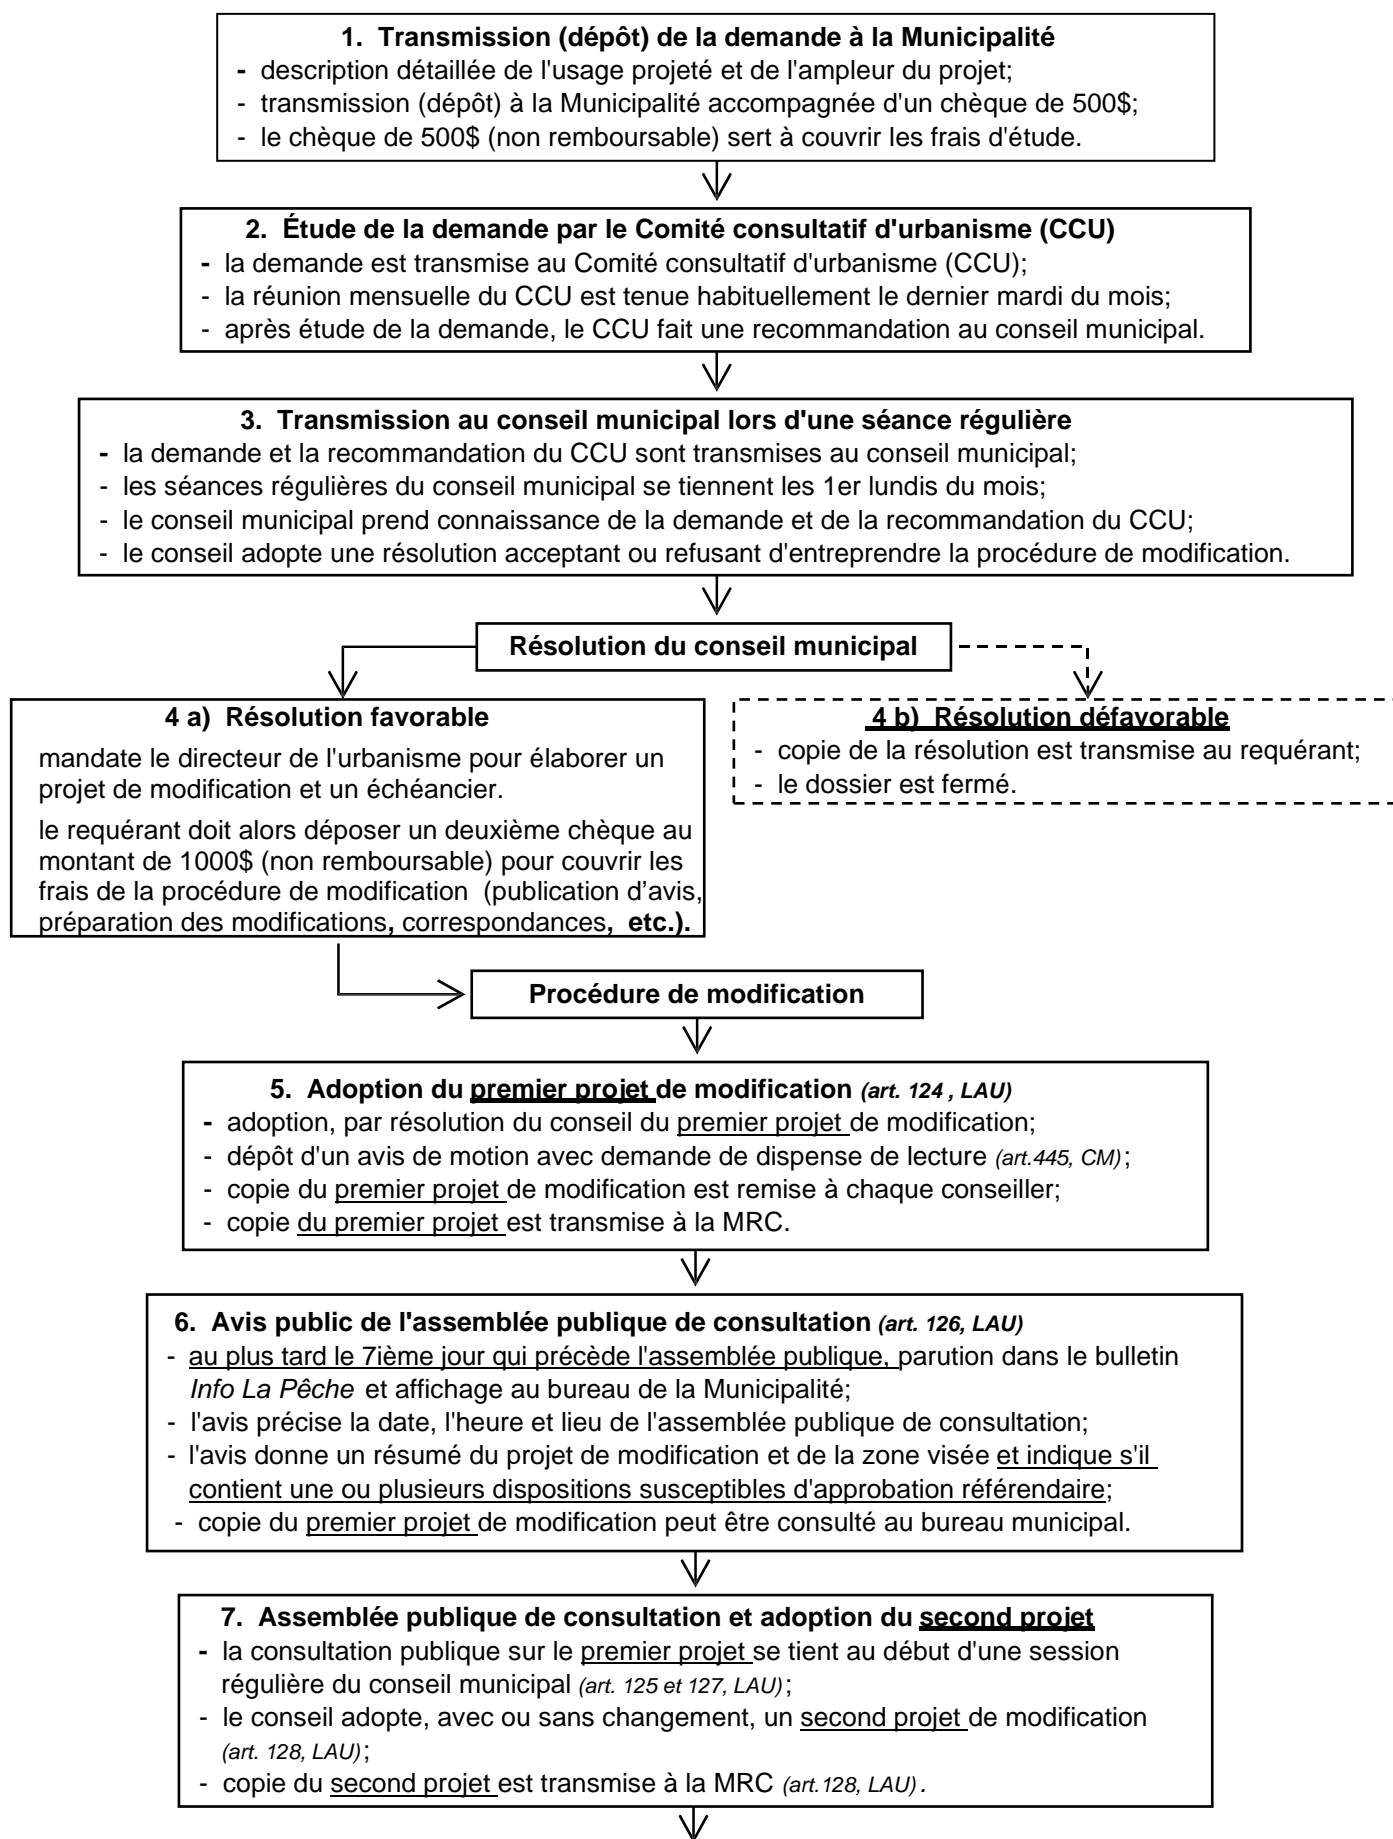 1. Transmission (dépôt) de la demande à la Municipalité
- description détaillée de l'usage projeté et de l'ampleur du projet;
- transmission (dépôt) à la Municipalité accompagnée d'un chèque de 500$;
- le chèque de 500$ (non remboursable) sert à couvrir les frais d'étude.
2. Étude de la demande par le Comité consultatif d'urbanisme (CCU)
- la demande est transmise au Comité consultatif d'urbanisme (CCU);
- la réunion mensuelle du CCU est tenue habituellement le dernier mardi du mois;
- après étude de la demande, le CCU fait une recommandation au conseil municipal.
3. Transmission au conseil municipal lors d'une séance régulière
- la demande et la recommandation du CCU sont transmises au conseil municipal;
- les séances régulières du conseil municipal se tiennent les 1er lundis du mois;
- le conseil municipal prend connaissance de la demande et de la recommandation du CCU;
- le conseil adopte une résolution acceptant ou refusant d'entreprendre la procédure de modification.
Résolution du conseil municipal
4 a) Résolution favorable
mandate le directeur de l'urbanisme pour élaborer un
projet de modification et un échéancier.
le requérant doit alors déposer un deuxième chèque au
montant de 1000$ (non remboursable) pour couvrir les
frais de la procédure de modification (publication d’avis,
préparation des modifications, correspondances, etc.).
4 b) Résolution défavorable
- copie de la résolution est transmise au requérant;
- le dossier est fermé.
Procédure de modification
5. Adoption du premier projet de modification (art. 124 , LAU)
- adoption, par résolution du conseil du premier projet de modification;
- dépôt d'un avis de motion avec demande de dispense de lecture (art.445, CM);
- copie du premier projet de modification est remise à chaque conseiller;
- copie du premier projet est transmise à la MRC.
6. Avis public de l'assemblée publique de consultation (art. 126, LAU)
- au plus tard le 7ième jour qui précède l'assemblée publique, parution dans le bulletin
Info La Pêche et affichage au bureau de la Municipalité;
- l'avis précise la date, l'heure et lieu de l'assemblée publique de consultation;
- l'avis donne un résumé du projet de modification et de la zone visée et indique s'il
contient une ou plusieurs dispositions susceptibles d'approbation référendaire;
- copie du premier projet de modification peut être consulté au bureau municipal.
7. Assemblée publique de consultation et adoption du second projet
- la consultation publique sur le premier projet se tient au début d'une session
régulière du conseil municipal (art. 125 et 127, LAU);
- le conseil adopte, avec ou sans changement, un second projet de modification
(art. 128, LAU);
- copie du second projet est transmise à la MRC (art.128, LAU).